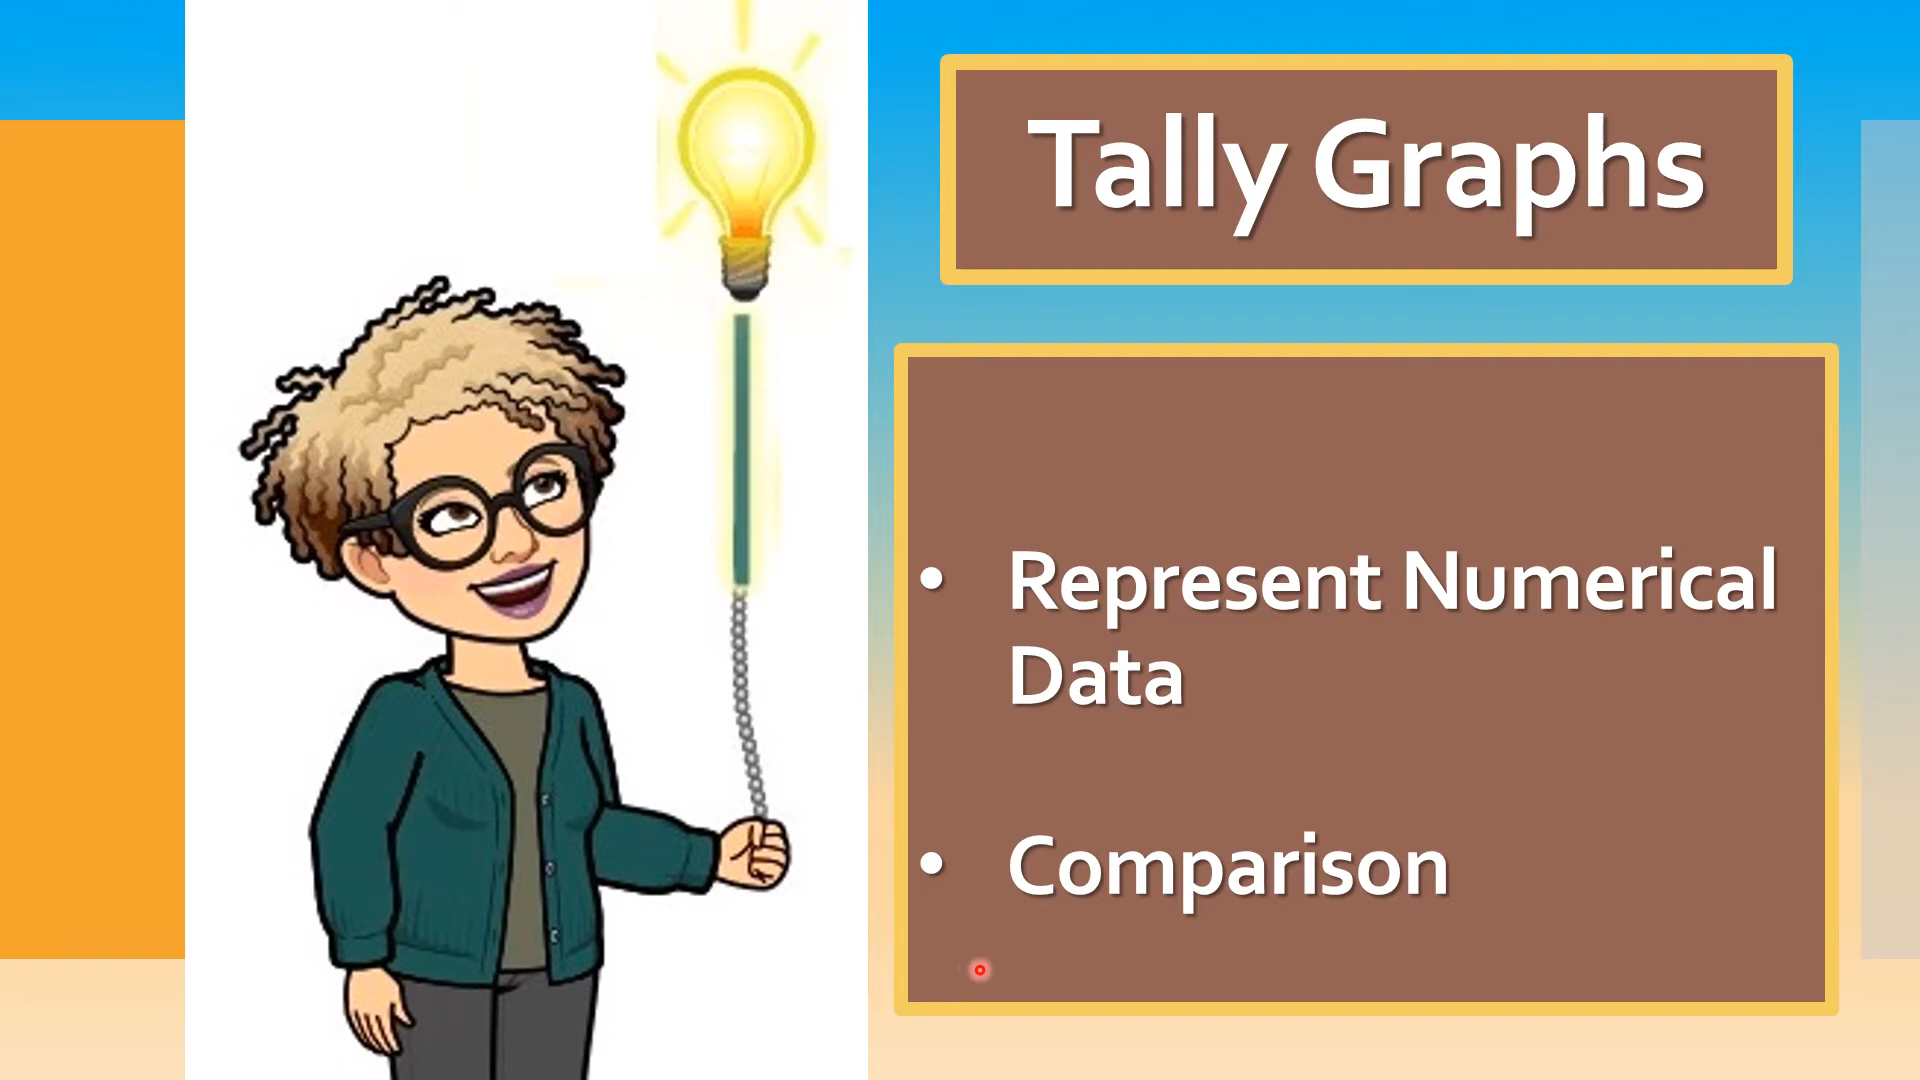 Tally Graphs
• Represent Numerical
Data
• Comparison